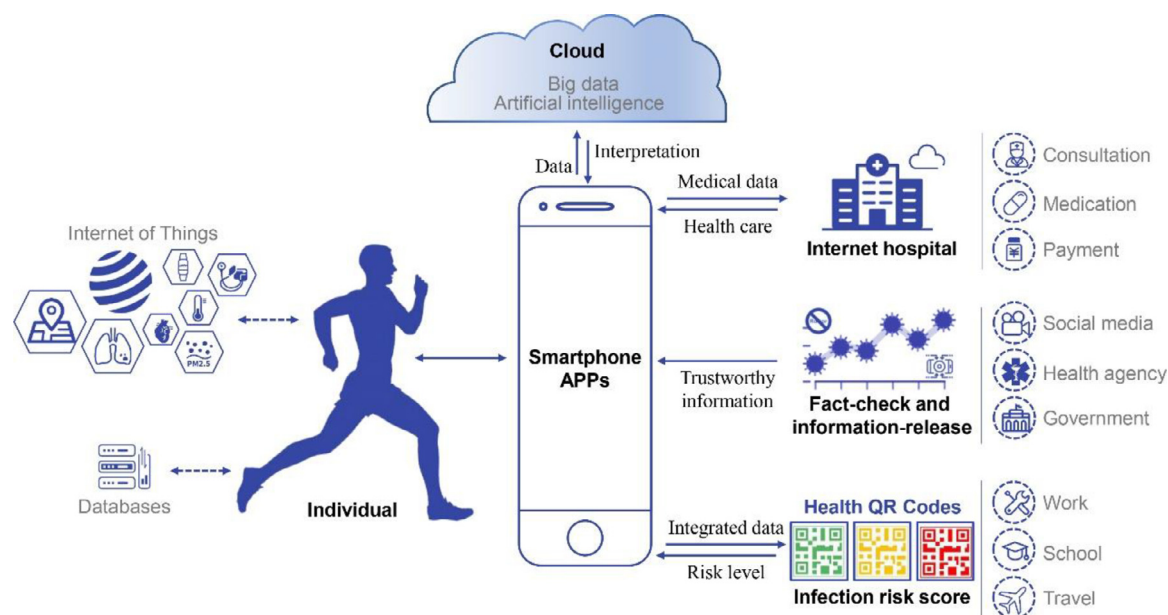 Cloud
Big data
Artificial intelligence
Data
Interpretation
Internet of Things
PM2.5
Databases
Individual
Smartphone
APPs
Medical data
Health care
Internet hospital
Consultation
Medication
Payment
Trustworthy
information
Fact-check and
information-release
Social media
Health agency
Government
Integrated data
Risk level
Health QR Codes
Infection risk score
Work
School
Travel